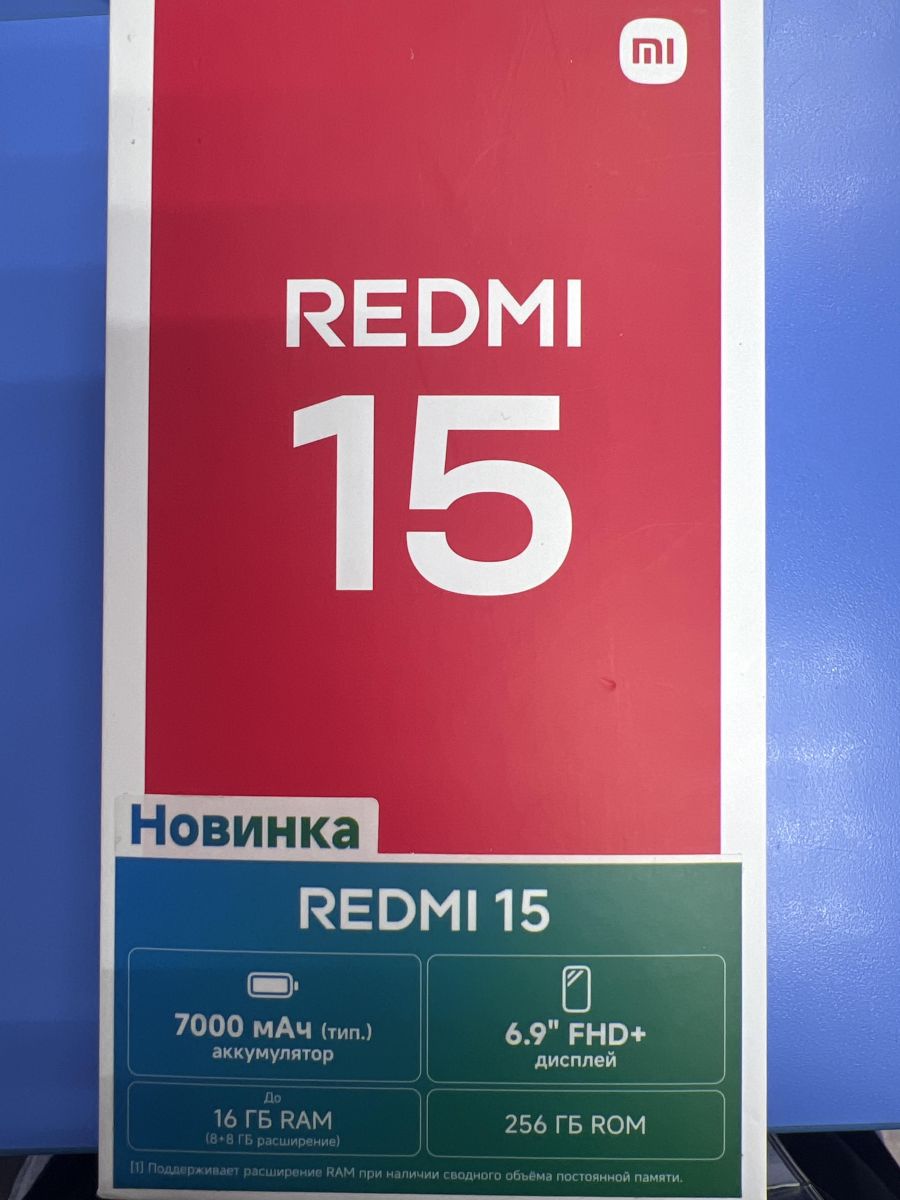 mi
REDMI
15
Новинка
REDMI 15
7000 мАч (тип.)
аккумулятор
6.9" FHD+
дисплей
До
16 ГБ RAM
(8+8 ГБ расширение)
256 ГБ ROM
[1] Поддерживает расширение RAM при наличии сводного объёма постоянной памяти.